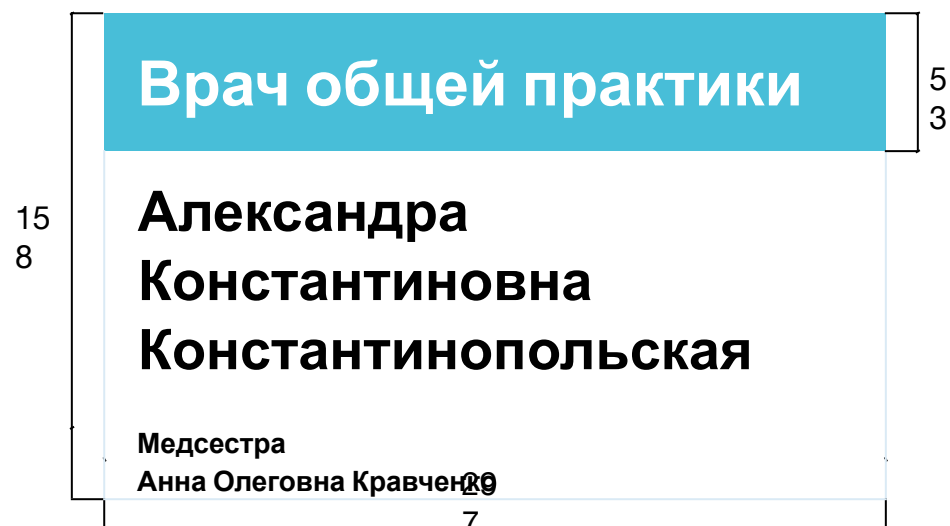 Врач общей практики
5
3
Александра
Константиновна
Константинопольская
15
8
Медсестра
Анна Олеговна Кравченко
29
7